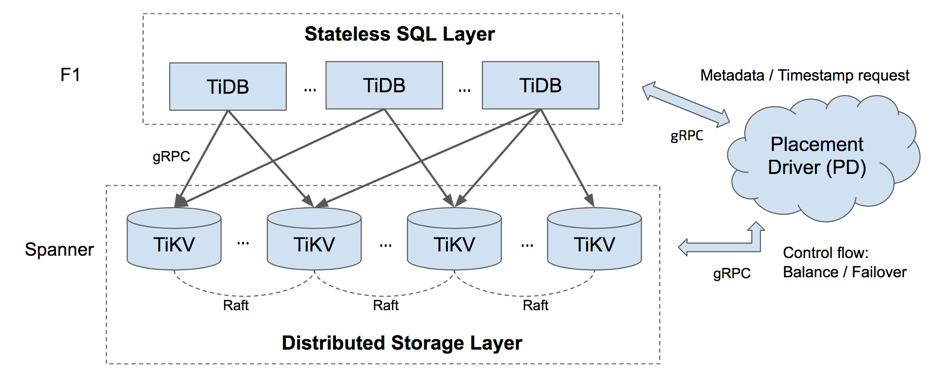 Stateless SQL Layer
F1
TiDB ... TiDB ... TiDB
Metadata / Timestamp request
gRPC
gRPC
Placement
Driver (PD)
Spanner
TiKV ... TiKV ... TiKV ... TiKV
gRPC
Control flow:
Balance / Failover
Raft
Raft
Raft
Distributed Storage Layer